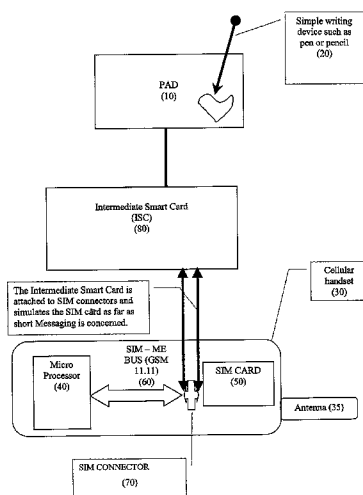 Simple writing
device such as
pen or pencil
(20)
PAD
(10)
Intermediate Smart Card
(ISC)
(80)
The Intermediate Smart Card is
attached to SIM connectors and
simulates the SIM card as far as
short Messaging is concerned.
Cellular
handset
(30)
SIM – ME
BUS (GSM
11.11)
(60)
Micro
Processor
(40)
SIM CARD
(50)
Antenna (35)
SIM CONNECTOR
(70)